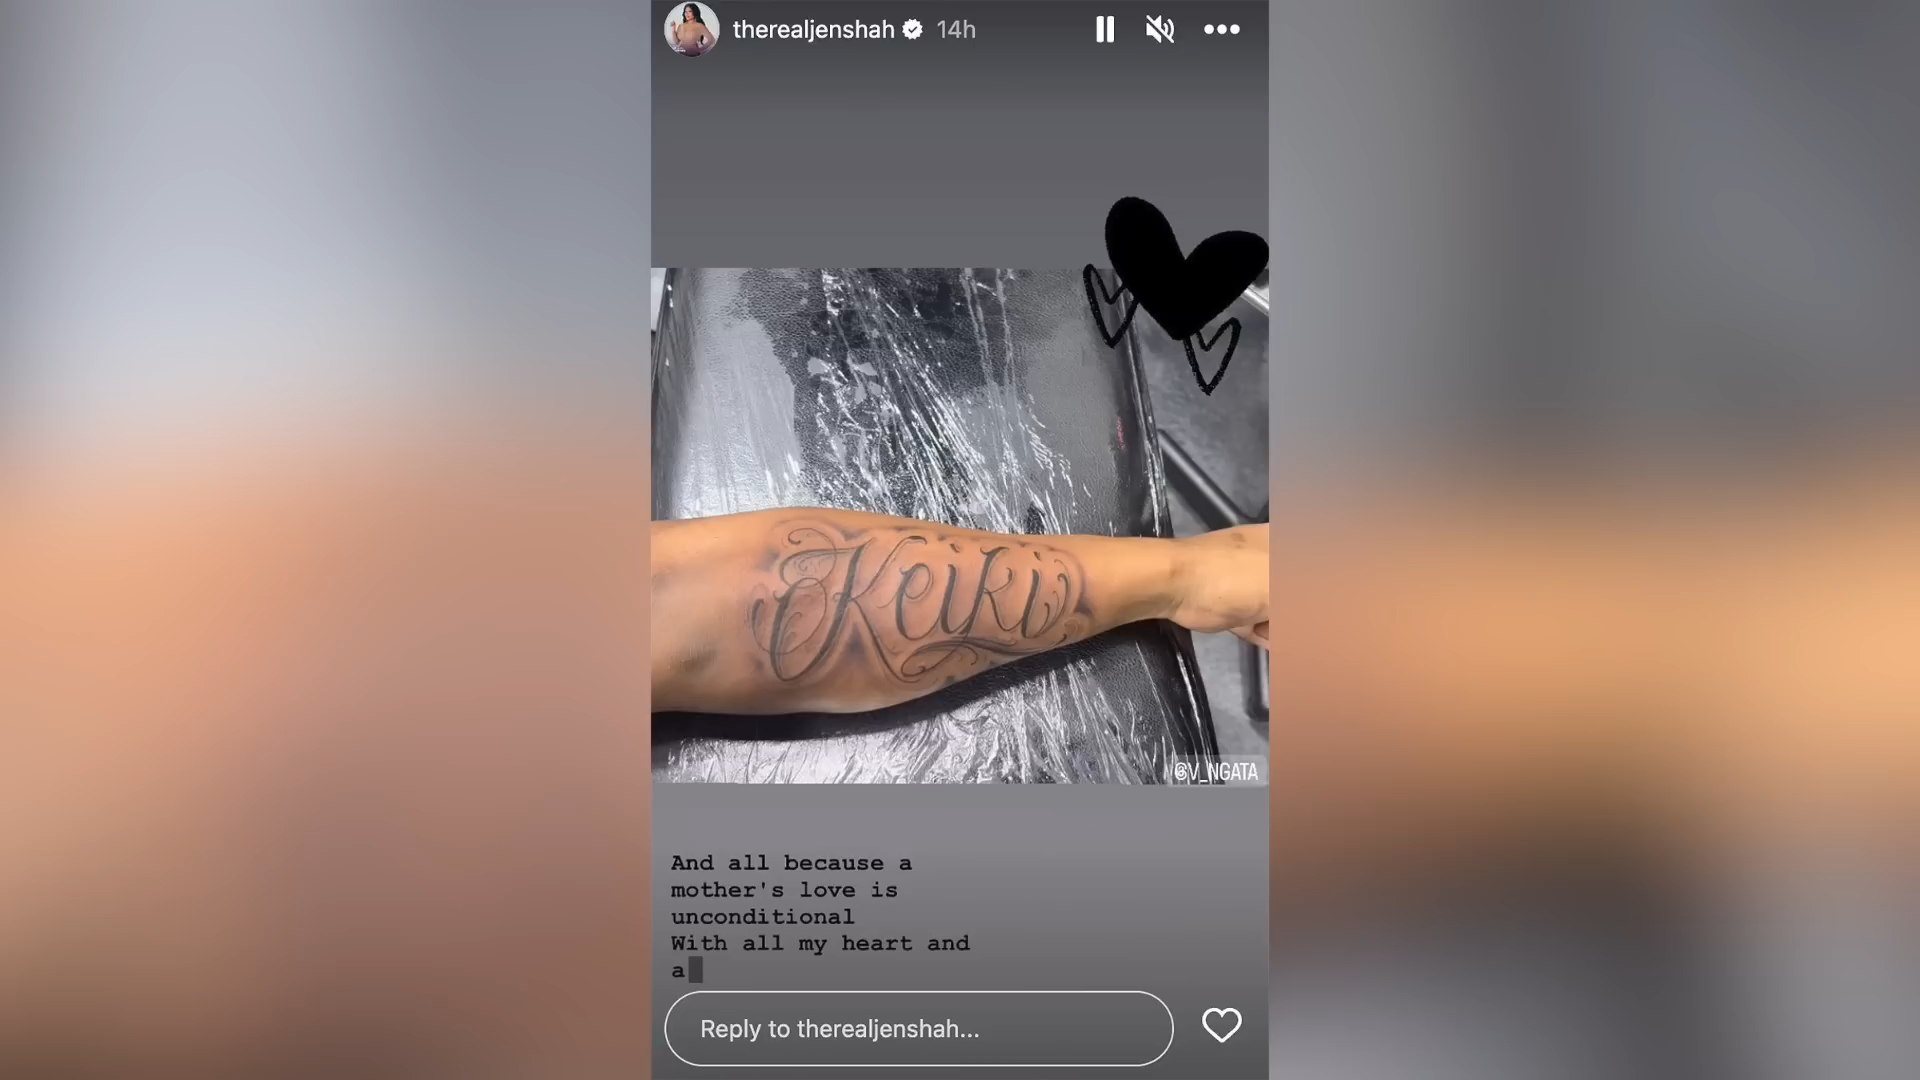 therealjenshah 14h
Keiki
@V_NGATA
And all because a
mother's love is
unconditional
With all my heart and
a
Reply to therealjenshah...